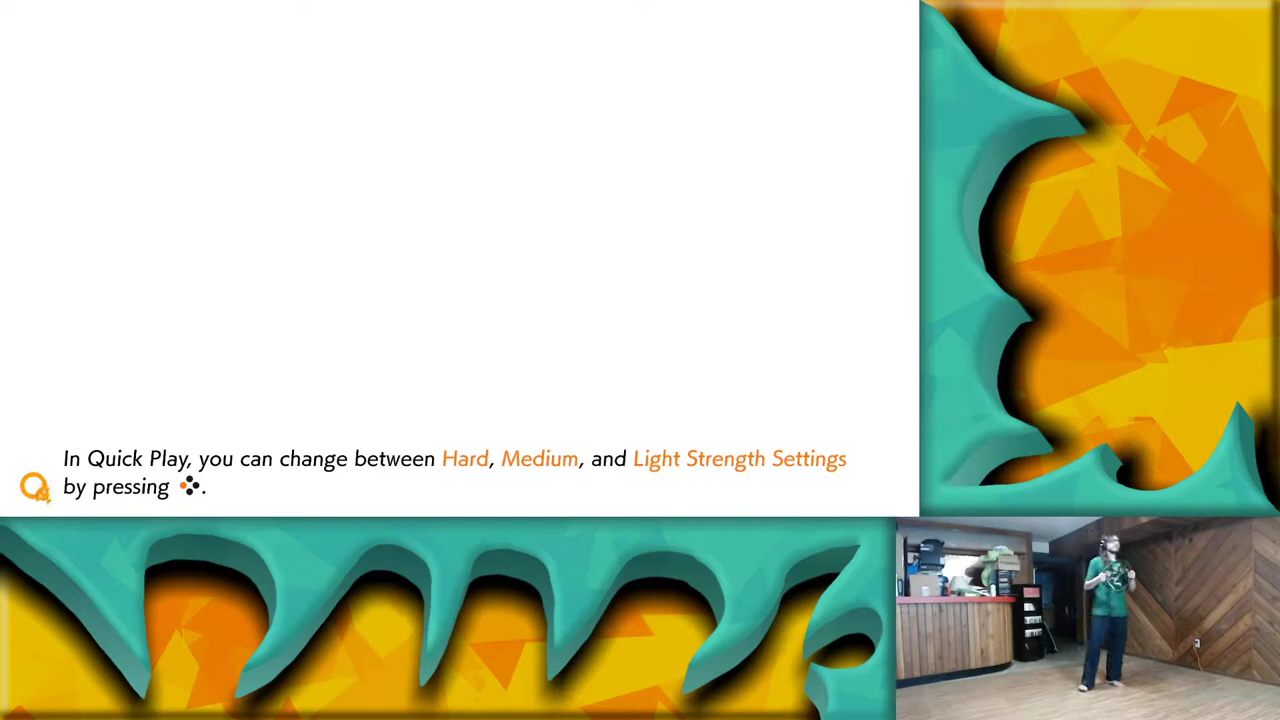 In Quick Play, you can change between Hard, Medium, and Light Strength Settings
by pressing .